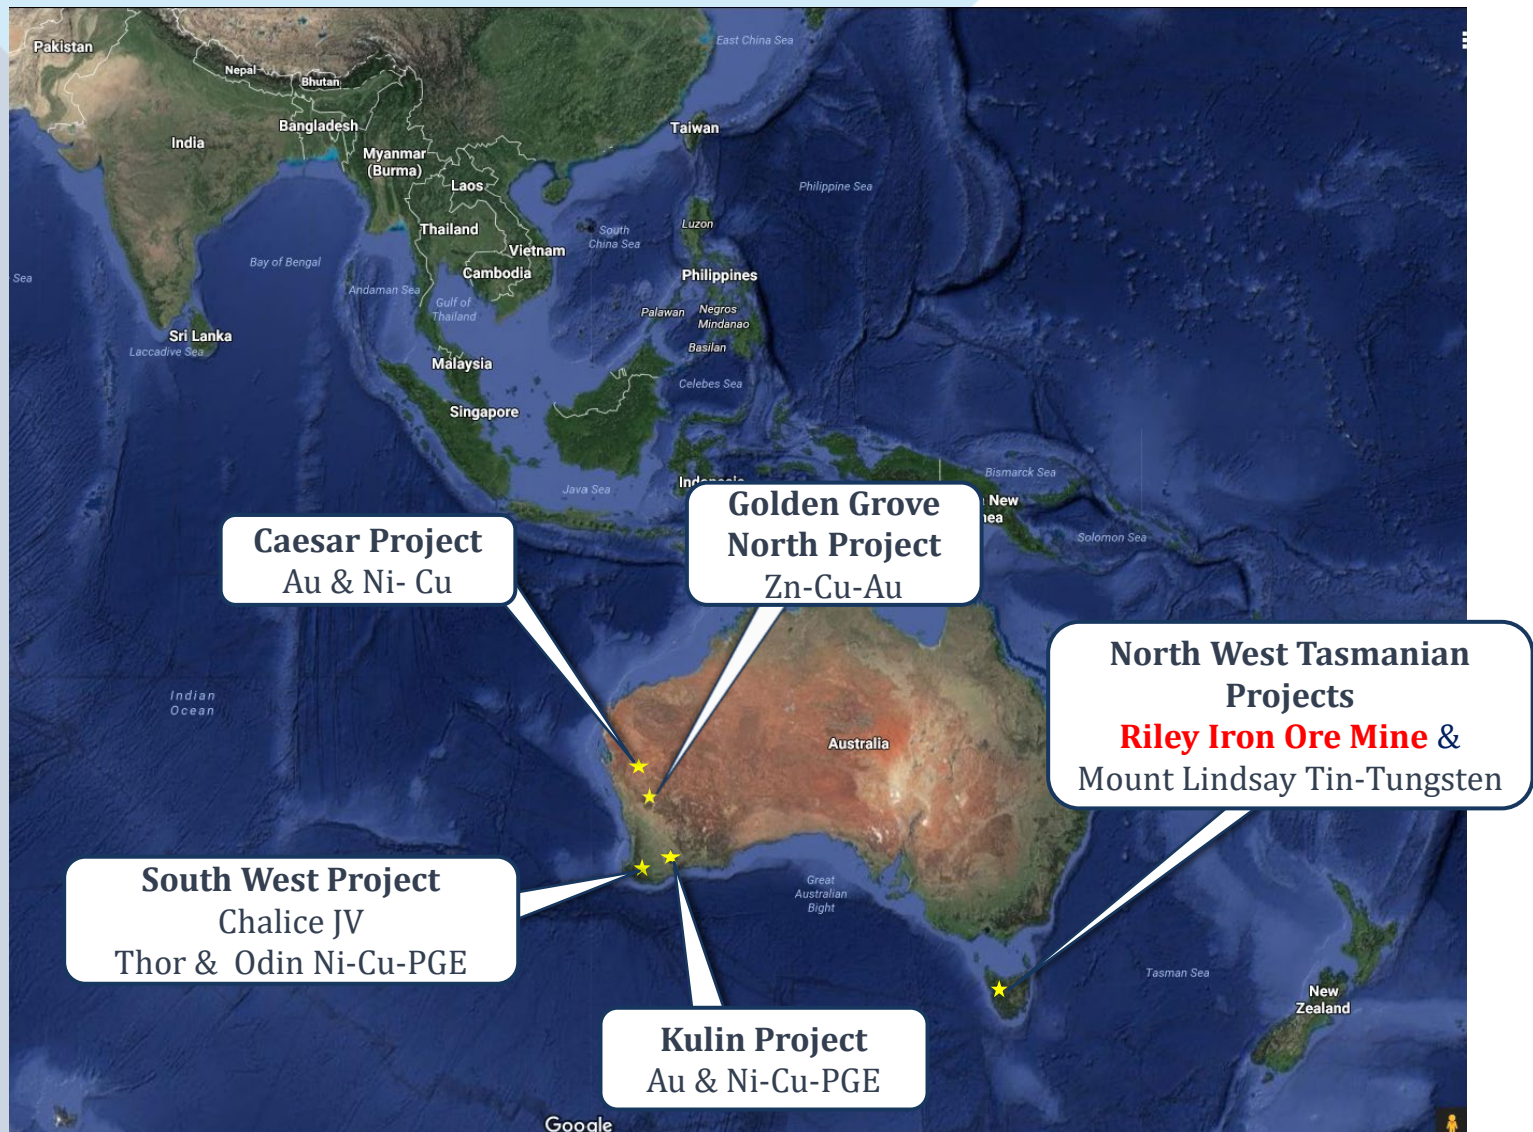 East China Sea
Pakistan
Nepal
Bhutan
Bangladesh
Taiwan
India
Myanmar
(Burma)
Laos
Philippine Sea
Thailand
Luzon
South
China Sea
Vietnam
Bay of Bengal
Cambodia
Philippines
Sea
Andaman Sea
Gulf of
Thailand
Palawan
Negros
Mindanao
Sri Lanka
Laccadive Sea
Basilan
Malaysia
Celebes Sea
Singapore
Bismarck Sea
Java Sea
New
Solomon Sea
Golden Grove
North Project
Zn-Cu-Au
Caesar Project
Au & Ni- Cu
North West Tasmanian
Projects
Riley Iron Ore Mine &
Mount Lindsay Tin-Tungsten
Indian
Ocean
Australia
South West Project
Chalice JV
Thor & Odin Ni-Cu-PGE
Great
Australian
Bight
Tasman Sea
New
Zealand
Kulin Project
Au & Ni-Cu-PGE
Google